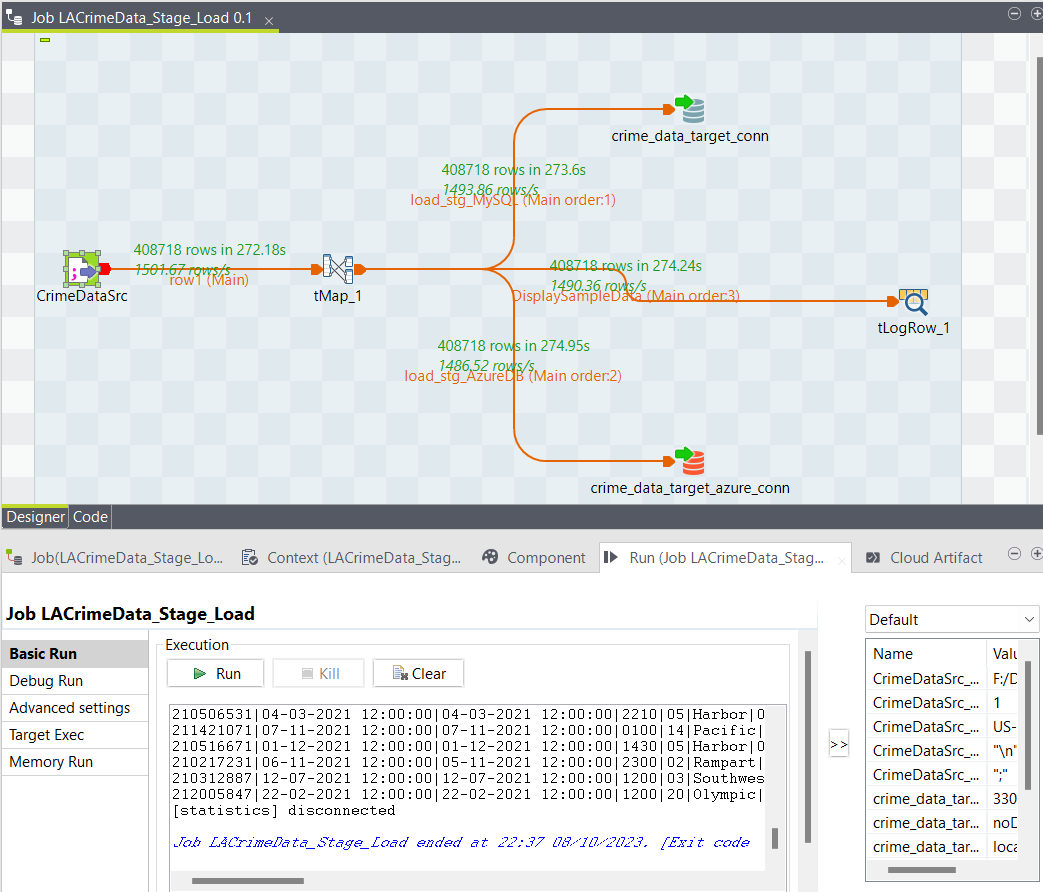 Job LACrimeData_Stage_Load 0.1
crime_data_target_conn
408718 rows in 273.6s
1493.86 rows/s
load_stg_MySQL (Main order:1)
408718 rows in 272.18s
1501.67 rows/s
row1 (Main)
CrimeDataSrc
tMap_1
408718 rows in 274.24s
1490.36 rows/s
DisplaySampleData (Main order:3)
tLogRow_1
408718 rows in 274.95s
1486.52 rows/s
load_stg_AzureDB (Main order:2)
crime_data_target_azure_conn
Designer Code
Job(LACrimeData_Stage_Lo... Context (LACrimeData_Stag... Component Run (Job LACrimeData_Stag... Cloud Artifact
Job LACrimeData_Stage_Load
Basic Run
Debug Run
Advanced settings
Target Exec
Memory Run
Execution
Run Kill Clear
210506531|04-03-2021 12:00:00|04-03-2021 12:00:00|2210|05|Harbor|0
211421071|07-11-2021 12:00:00|07-11-2021 12:00:00|0100|14|Pacific|
210516671|01-12-2021 12:00:00|01-12-2021 12:00:00|1430|05|Harbor|0
210217231|06-11-2021 12:00:00|05-11-2021 12:00:00|2300|02|Rampart|
210312887|12-07-2021 12:00:00|12-07-2021 12:00:00|1200|03|Southwes
212005847|22-02-2021 12:00:00|22-02-2021 12:00:00|1200|20|Olympic|
[statistics] disconnected
Job LACrimeData_Stage_Load ended at 22:37 08/10/2023. [Exit code
>>
Default
Name Valu
CrimeDataSrc_... F:/D
CrimeDataSrc_... 1
CrimeDataSrc_... US-
CrimeDataSrc_... "\n"
CrimeDataSrc_... ";"
crime_data_tar... 330
crime_data_tar... noD
crime_data_tar... loca